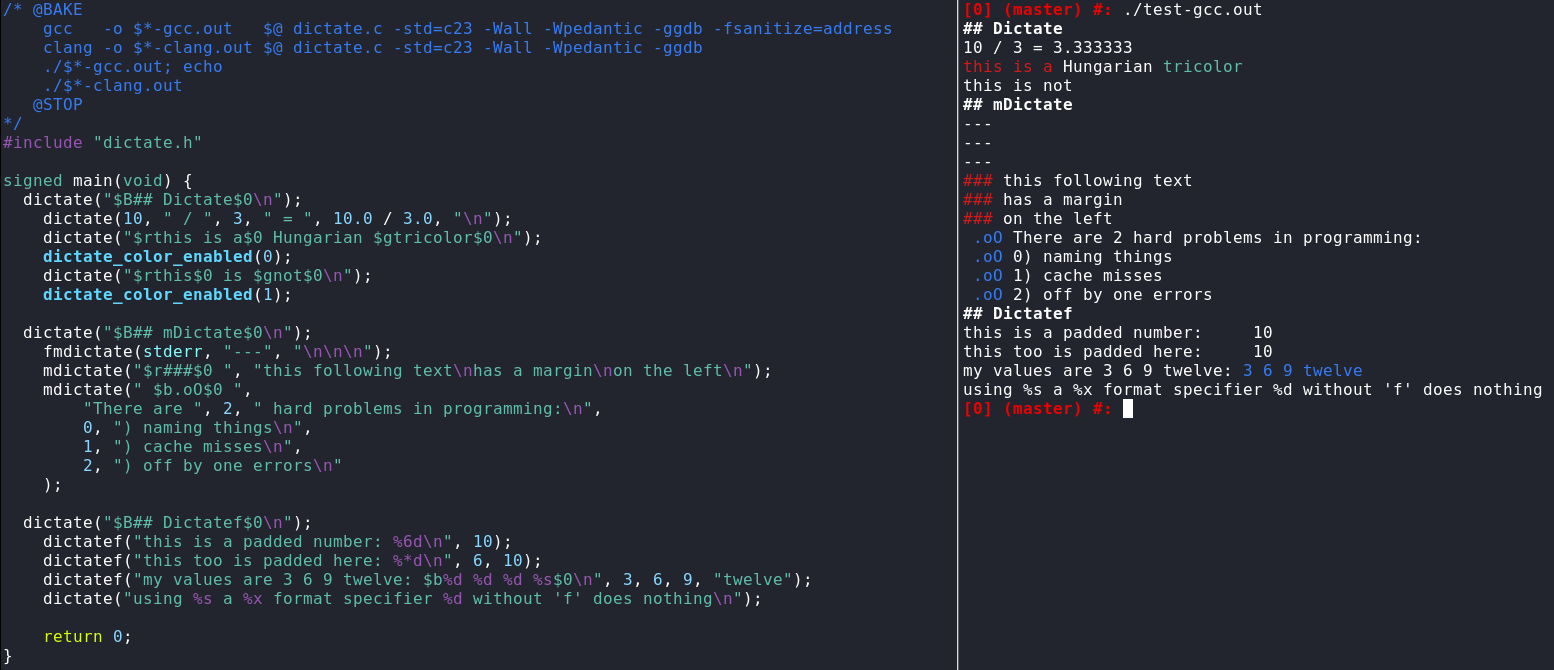 /* @BAKE
    gcc   -o $*-gcc.out   $@ dictate.c -std=c23 -Wall -Wpedantic -ggdb -fsanitize=address
    clang -o $*-clang.out $@ dictate.c -std=c23 -Wall -Wpedantic -ggdb
    ./$*-gcc.out; echo
    ./$*-clang.out
   @STOP
*/
#include "dictate.h"

signed main(void) {
  dictate("$B## Dictate$0\n");
    dictate(10, " / ", 3, " = ", 10.0 / 3.0, "\n");
    dictate("$rthis is a$0 Hungarian $gtricolor$0\n");
    dictate_color_enabled(0);
    dictate("$rthis$0 is $gnot$0\n");
    dictate_color_enabled(1);

  dictate("$B## mDictate$0\n");
    fmdictate(stderr, "---", "\n\n\n");
    mdictate("$r###$0 ", "this following text\nhas a margin\non the left\n");
    mdictate(" $b.oO$0 ",
        "There are ", 2, " hard problems in programming:\n",
        0, ") naming things\n",
        1, ") cache misses\n",
        2, ") off by one errors\n"
    );

  dictate("$B## Dictatef$0\n");
    dictatef("this is a padded number: %6d\n", 10);
    dictatef("this too is padded here: %*d\n", 6, 10);
    dictatef("my values are 3 6 9 twelve: $b%d %d %d %s$0\n", 3, 6, 9, "twelve");
    dictate("using %s a %x format specifier %d without 'f' does nothing\n");

    return 0;
}
[0] (master) #: ./test-gcc.out
## Dictate
10 / 3 = 3.333333
this is a Hungarian tricolor
this is not
## mDictate
---
---
---
### this following text
### has a margin
### on the left
 .oO There are 2 hard problems in programming:
 .oO 0) naming things
 .oO 1) cache misses
 .oO 2) off by one errors
## Dictatef
this is a padded number:     10
this too is padded here:     10
my values are 3 6 9 twelve: 3 6 9 twelve
using %s a %x format specifier %d without 'f' does nothing
[0] (master) #: